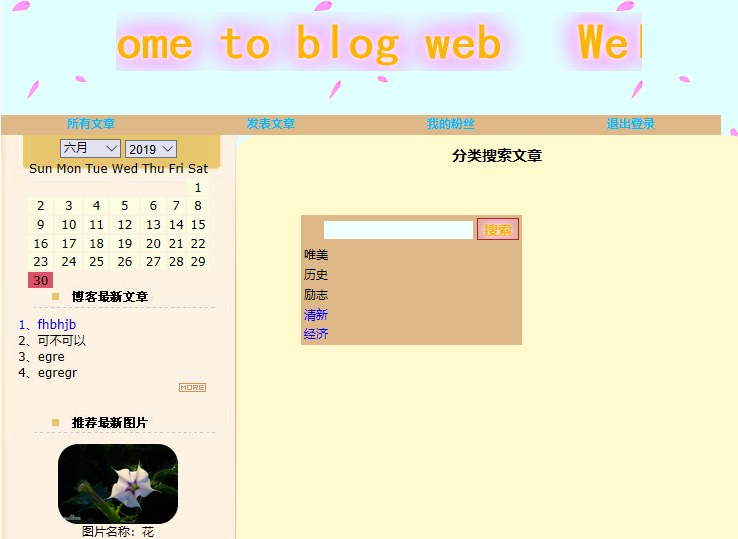 ome to blog web Wel
所有文章 发表文章 我的粉丝 退出登录
六月 2019
Sun Mon Tue Wed Thu Fri Sat
1
2 3 4 5 6 7 8
9 10 11 12 13 14 15
16 17 18 19 20 21 22
23 24 25 26 27 28 29
30
博客最新文章
1、fhbhjb
2、可不可以
3、egre
4、egregr
MORE
推荐最新图片
图片名称：花
分类搜索文章
搜索
唯美
历史
励志
清新
经济